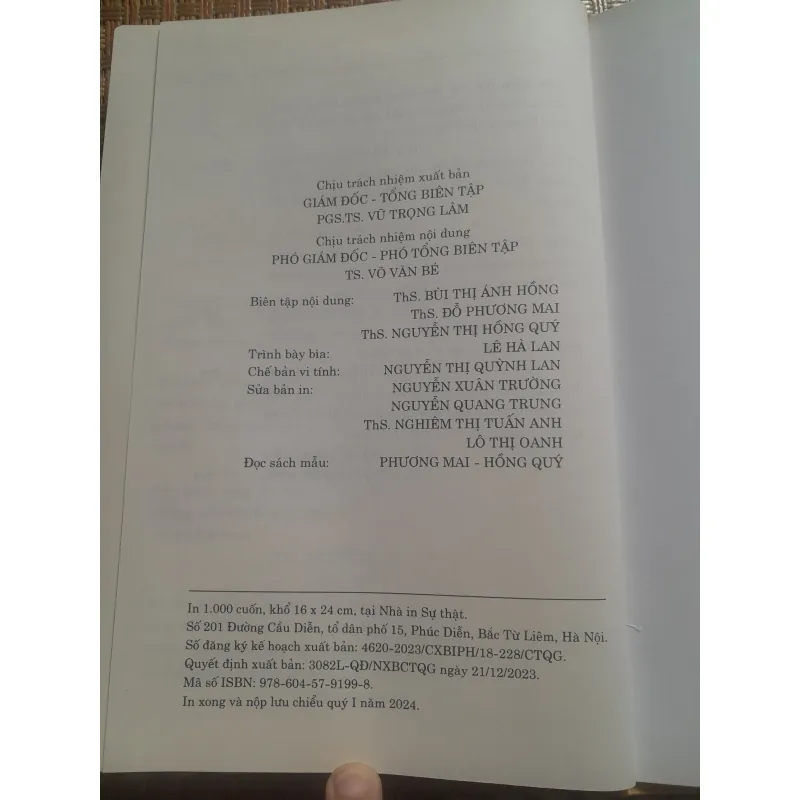 Chịu trách nhiệm xuất bản
GIÁM ĐỐC - TỔNG BIÊN TẬP
PGS.TS. VŨ TRỌNG LÂM
Chịu trách nhiệm nội dung
PHÓ GIÁM ĐỐC - PHÓ TỔNG BIÊN TẬP
TS. VÕ VĂN BÉ
Biên tập nội dung: ThS. BÙI THỊ ÁNH HỒNG
ThS. ĐỖ PHƯƠNG MAI
ThS. NGUYỄN THỊ HỒNG QUÝ
Trình bày bìa: LÊ HÀ LAN
Chế bản vi tính: NGUYỄN THỊ QUỲNH LAN
Sửa bản in: NGUYỄN XUÂN TRƯỜNG
NGUYỄN QUANG TRUNG
ThS. NGHIÊM THỊ TUẤN ANH
LÔ THỊ OANH
Đọc sách mẫu: PHƯƠNG MAI - HỒNG QUÝ
In 1.000 cuốn, khổ 16 x 24 cm, tại Nhà in Sự thật.
Số 201 Đường Cầu Diễn, tổ dân phố 15, Phúc Diễn, Bắc Từ Liêm, Hà Nội.
Số đăng ký kế hoạch xuất bản: 4620-2023/CXBIPH/18-228/CTQG.
Quyết định xuất bản: 3082L-QĐ/NXBCTQG ngày 21/12/2023.
Mã số ISBN: 978-604-57-9199-8.
In xong và nộp lưu chiểu quý I năm 2024.